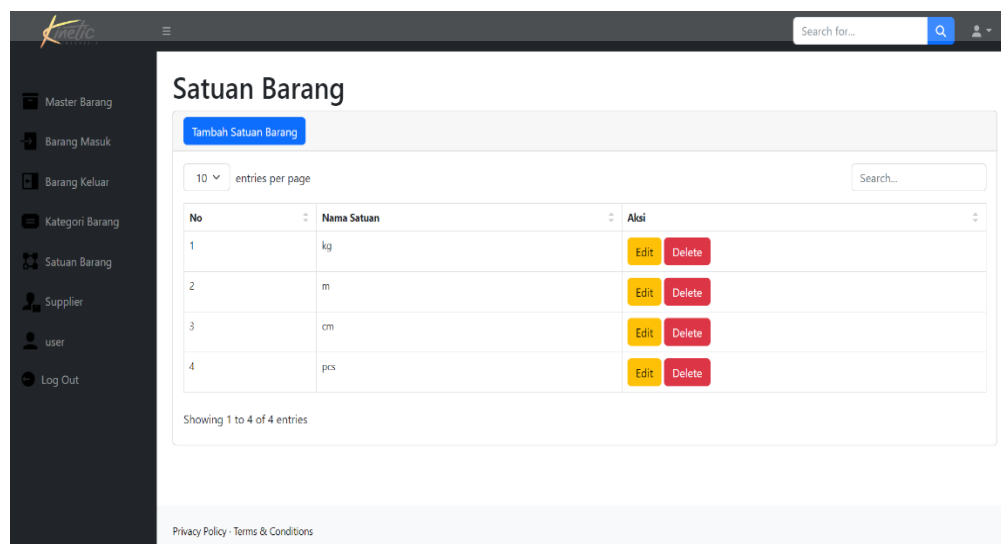 Kinetic
Search for...
Master Barang
Barang Masuk
Barang Keluar
Kategori Barang
Satuan Barang
Supplier
user
Log Out
Satuan Barang
Tambah Satuan Barang
10 entries per page
Search...
No Nama Satuan Aksi
1 kg Edit Delete
2 m Edit Delete
3 cm Edit Delete
4 pcs Edit Delete
Showing 1 to 4 of 4 entries
Privacy Policy · Terms & Conditions